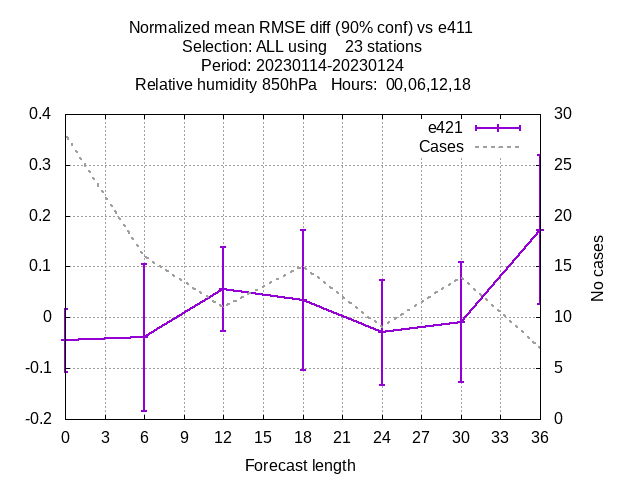 Normalized mean RMSE diff (90% conf) vs e411
Selection: ALL using    23 stations
Period: 20230114-20230124
Relative humidity 850hPa   Hours:  00,06,12,18
e421
Cases
0.4
0.3
0.2
0.1
0
-0.1
-0.2
30
25
20
15
10
5
0
No cases
0 3 6 9 12 15 18 21 24 27 30 33 36
Forecast length